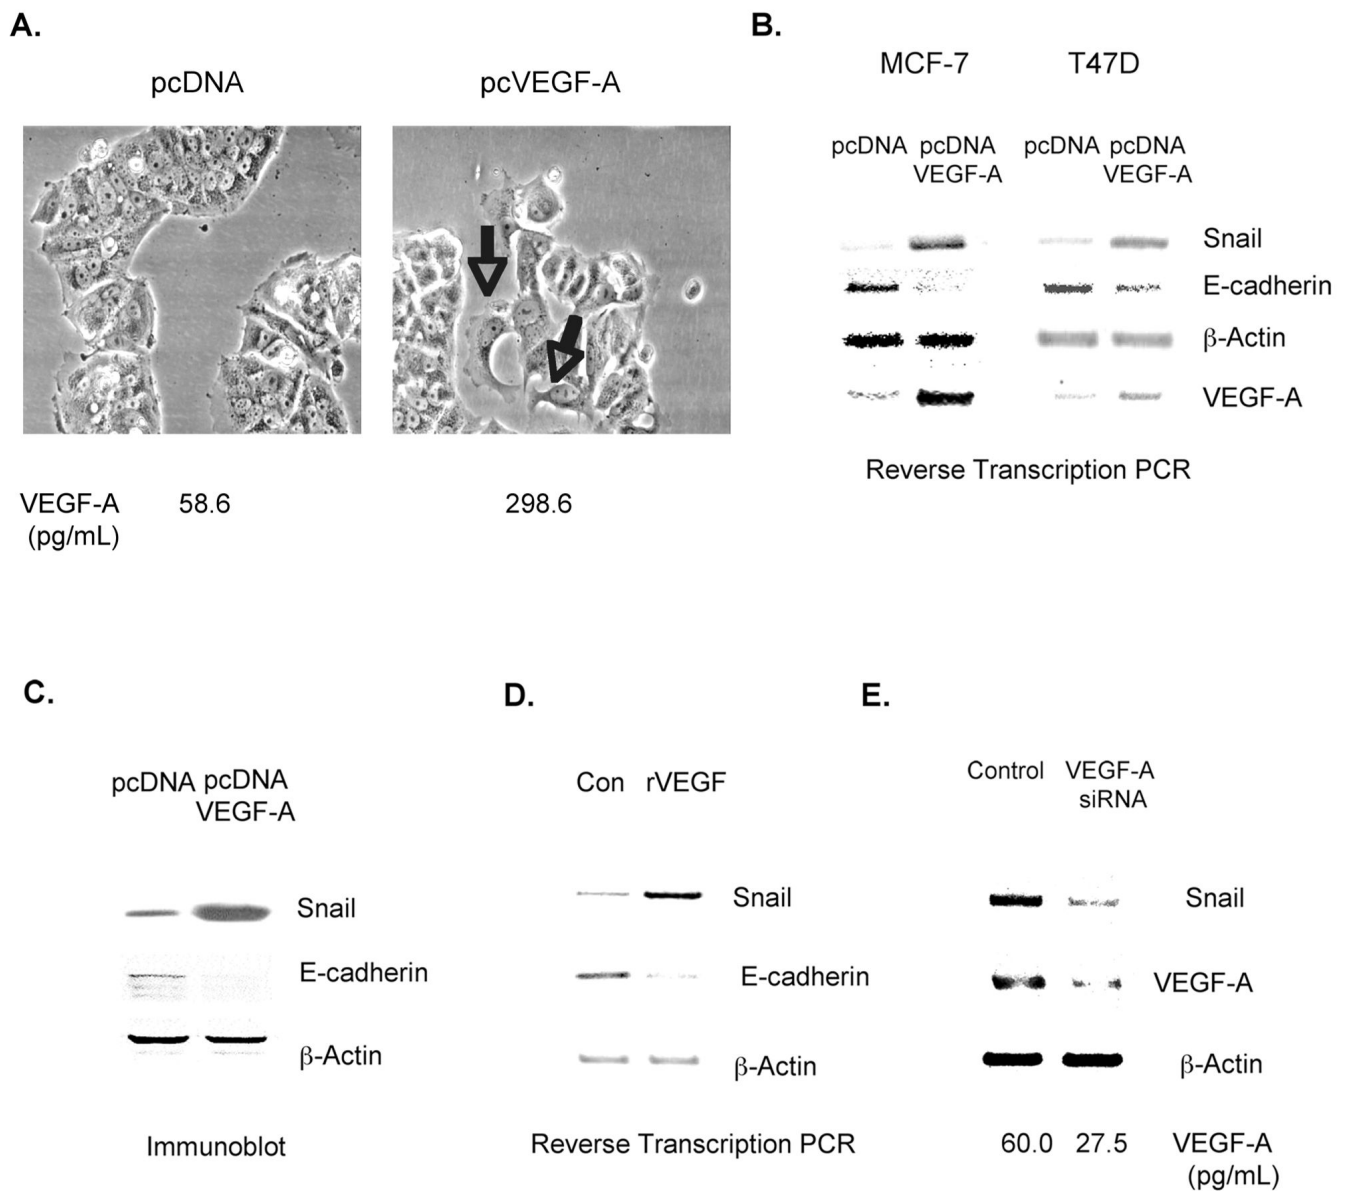 A.
pcDNA pcVEGF-A
VEGF-A 58.6 298.6
(pg/mL)
B.
MCF-7 T47D
pcDNA pcDNA pcDNA pcDNA
VEGF-A VEGF-A
Snail
E-cadherin
β-Actin
VEGF-A
Reverse Transcription PCR
C.
pcDNA pcDNA
VEGF-A
Snail
E-cadherin
β-Actin
Immunoblot
D.
Con rVEGF
Snail
E-cadherin
β-Actin
Reverse Transcription PCR
E.
Control VEGF-A
siRNA
Snail
VEGF-A
β-Actin
60.0 27.5 VEGF-A
(pg/mL)